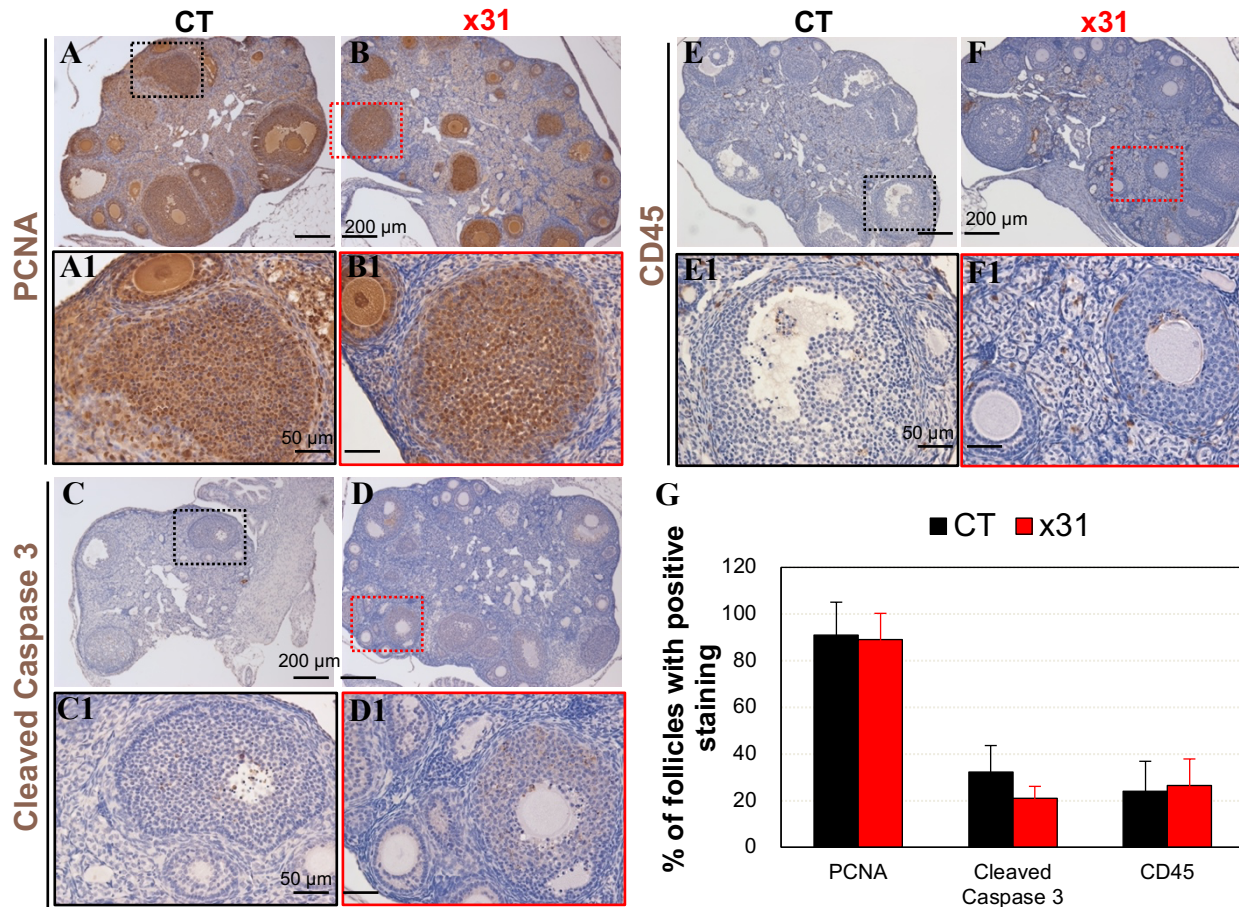 CT
x31
CT
x31
PCNA
A
B
200 µm
A1
B1
50 µm
CD45
E
F
200 µm
E1
F1
50 µm
Cleaved Caspase 3
C
D
200 µm
C1
D1
50 µm
G
CT
x31
% of follicles with positive
staining
120
100
80
60
40
20
0
PCNA
Cleaved
Caspase 3
CD45